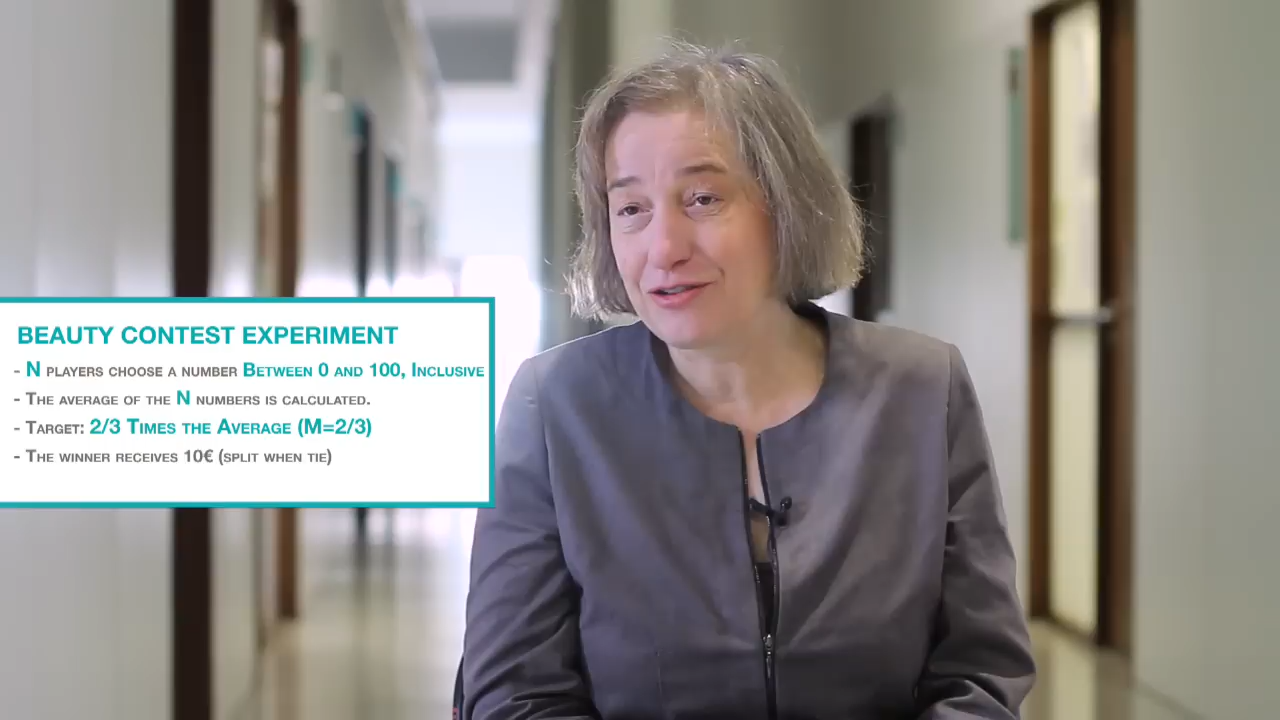 BEAUTY CONTEST EXPERIMENT
- N PLAYERS CHOOSE A NUMBER BETWEEN 0 AND 100, INCLUSIVE
- THE AVERAGE OF THE N NUMBERS IS CALCULATED.
- TARGET: 2/3 TIMES THE AVERAGE (M=2/3)
- THE WINNER RECEIVES 10€ (SPLIT WHEN TIE)